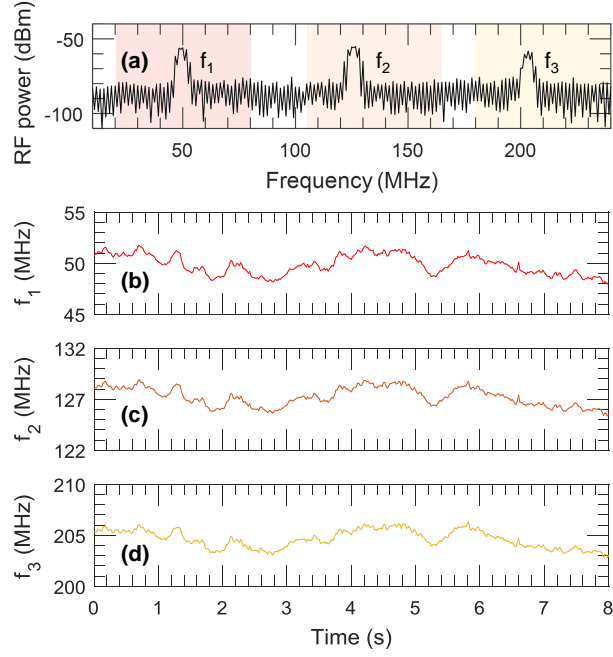 -50
-100
RF power (dBm)
(a)
f1
f2
f3
50
100
150
200
Frequency (MHz)
55
50
45
f1 (MHz)
(b)
132
127
122
f2 (MHz)
(c)
210
205
200
f3 (MHz)
(d)
0
1
2
3
4
5
6
7
8
Time (s)